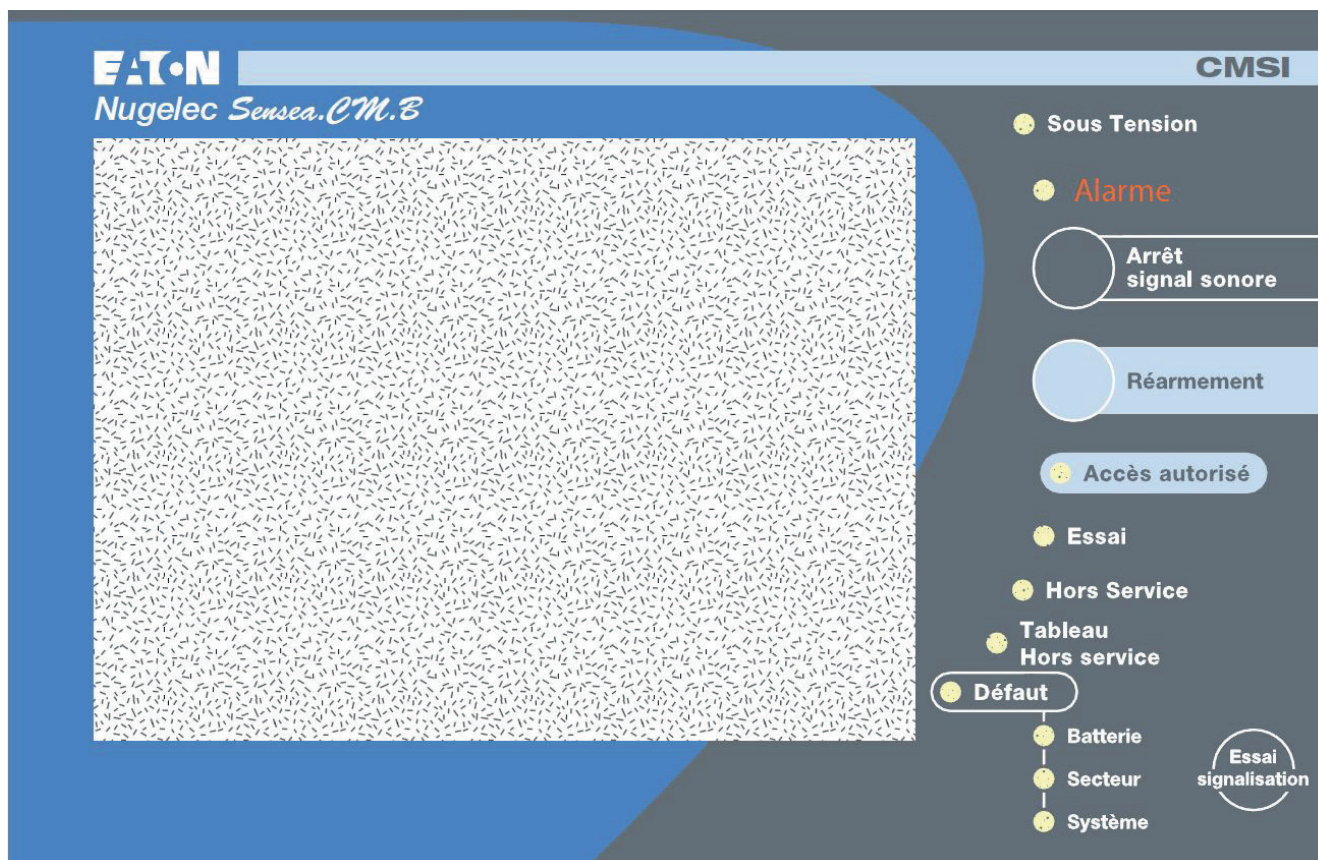 EATON
CMSI
Nugelec Sensea.CM.B
Sous Tension
Alarme
Arrêt
signal sonore
Réarmement
Accès autorisé
Essai
Hors Service
Tableau
Hors service
Défaut
Batterie
Secteur
Système
Essai
signalisation